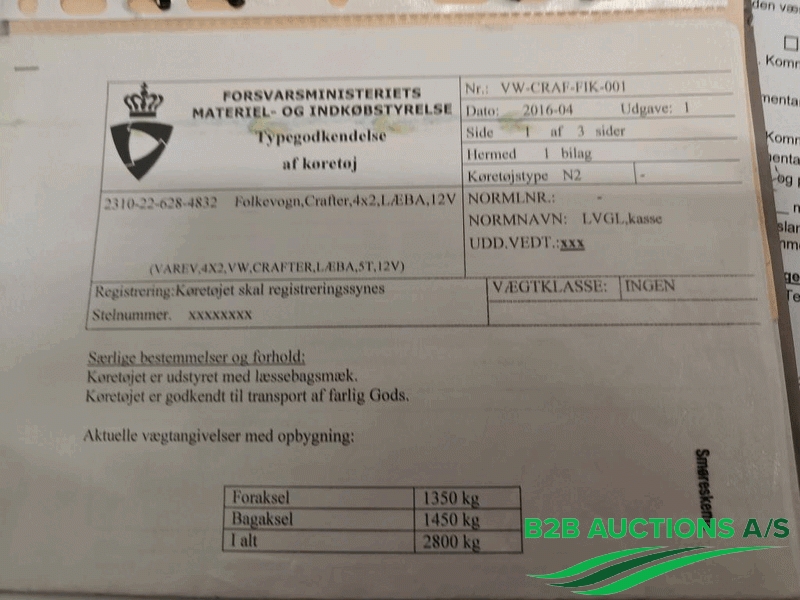 FORSVARSMINISTERIETS
MATERIEL- OG INDKØBSTYRELSE
Typegodkendelse
af køretøj
Nr.: VW-CRAF-FIK-001
Dato: 2016-04 Udgave: 1
Side 1 af 3 sider
Hermed 1 bilag
Køretøjstype N2 -
2310-22-628-4832 Folkevogn,Crafter,4x2,LÆBA,12V
(VAREV,4X2,VW,CRAFTER,LÆBA,5T,12V)
NORMLNR.: -
NORMNAVN: LVGL,kasse
UDD.VEDT.:xxx
Registrering:Køretøjet skal registreringssynes
Stelnummer. xxxxxxxx
VÆGTKLASSE: INGEN
Særlige bestemmelser og forhold:
Køretøjet er udstyret med læssebagsmæk.
Køretøjet er godkendt til transport af farlig Gods.
Aktuelle vægtangivelser med opbygning:
Foraksel 1350 kg
Bagaksel 1450 kg
I alt 2800 kg
B2B AUCTIONS A/S